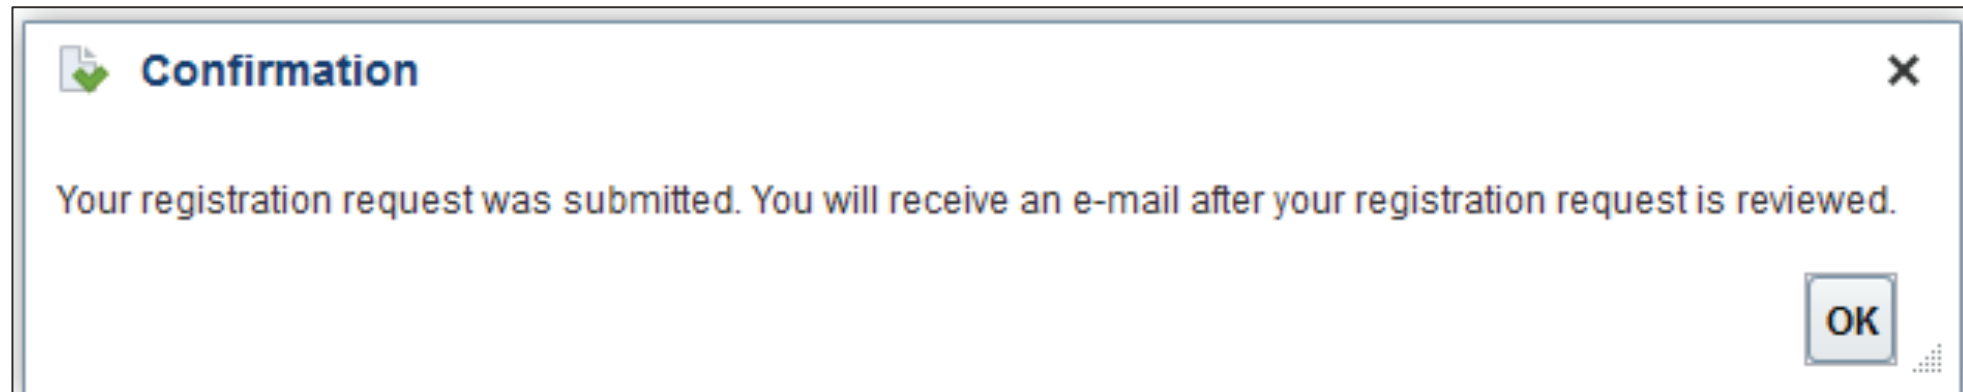 Confirmation
Your registration request was submitted. You will receive an e-mail after your registration request is reviewed.
OK